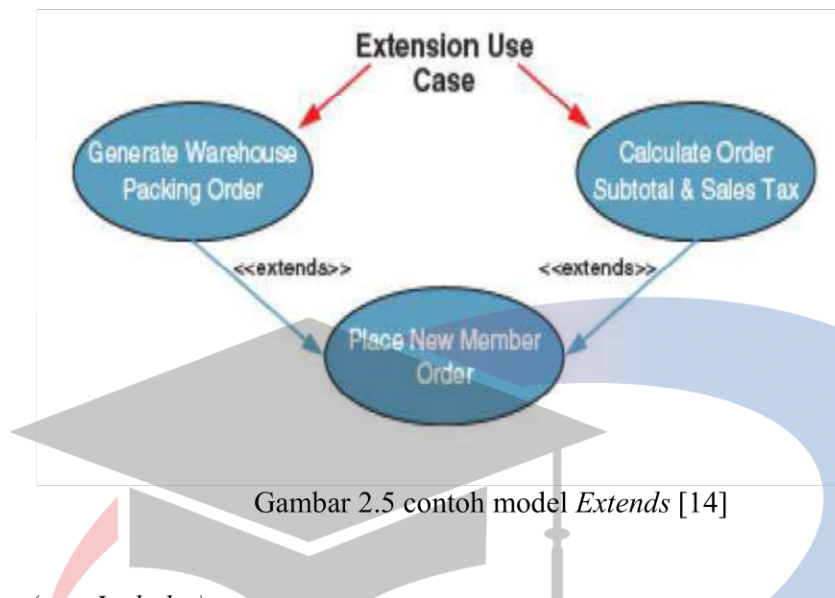 Extension Use
Case
Generate Warehouse
Packing Order
Calculate Order
Subtotal & Sales Tax
<<extends>>
<<extends>>
Place New Member
Order
Gambar 2.5 contoh model Extends [14]